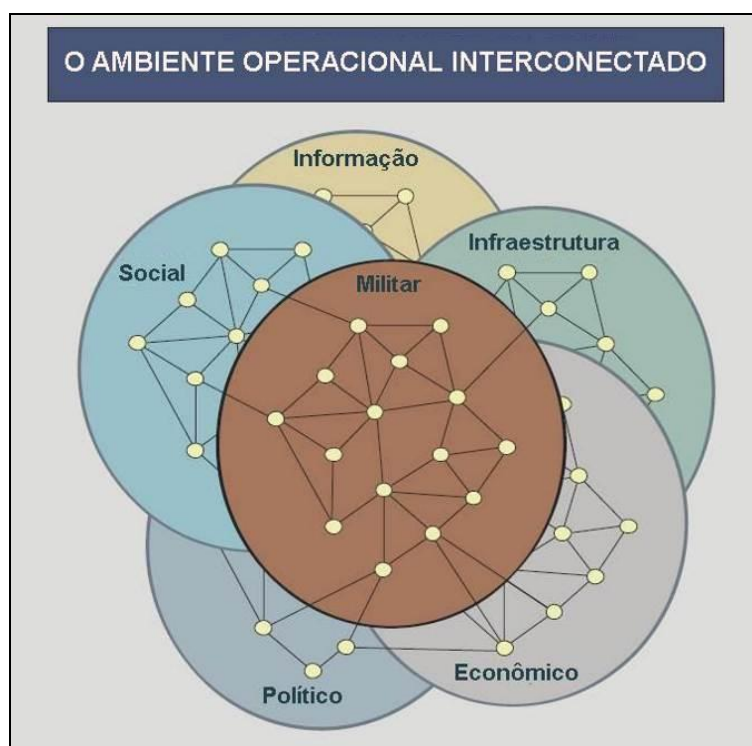 O AMBIENTE OPERACIONAL INTERCONECTADO
Informação
Infraestrutura
Social
Militar
Econômico
Político